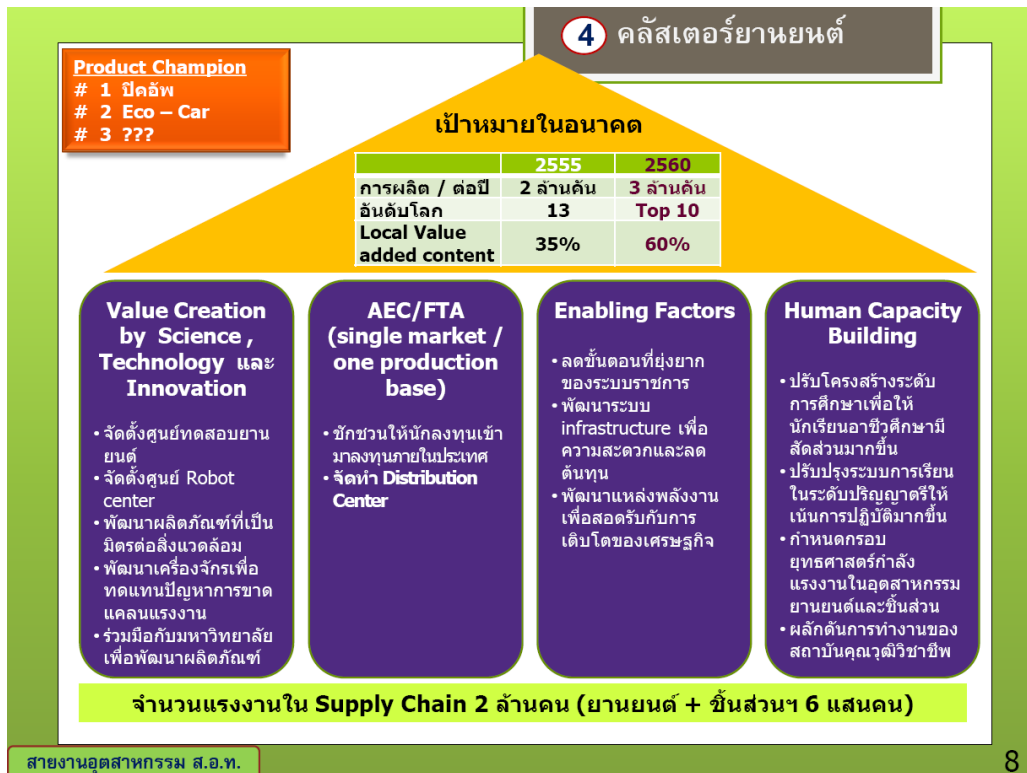 4 คลัสเตอร์ยานยนต์
Product Champion
# 1 ปิคอัพ
# 2 Eco – Car
# 3 ???
เป้าหมายในอนาคต
2555 2560
การผลิต / ต่อปี 2 ล้านคัน 3 ล้านคัน
อันดับโลก 13 Top 10
Local Value
added content 35% 60%
Value Creation
by Science ,
Technology และ
Innovation
• จัดตั้งศูนย์ทดสอบยาน
ยนต์
• จัดตั้งศูนย์ Robot
center
• พัฒนาผลิตภัณฑ์ที่เป็น
มิตรต่อสิ่งแวดล้อม
• พัฒนาเครื่องจักรเพื่อ
ทดแทนปัญหาการขาด
แคลนแรงงาน
• ร่วมมือกับมหาวิทยาลัย
เพื่อพัฒนาผลิตภัณฑ์
AEC/FTA
(single market /
one production
base)
• ชักชวนให้นักลงทุนเข้า
มาลงทุนภายในประเทศ
• จัดทำ Distribution
Center
Enabling Factors
• ลดขั้นตอนที่ยุ่งยาก
ของระบบราชการ
• พัฒนาระบบ
infrastructure เพื่อ
ความสะดวกและลด
ต้นทุน
• พัฒนาแหล่งพลังงาน
เพื่อสอดรับกับการ
เติบโตของเศรษฐกิจ
Human Capacity
Building
• ปรับโครงสร้างระดับ
การศึกษาเพื่อให้
นักเรียนอาชีวศึกษามี
สัดส่วนมากขึ้น
• ปรับปรุงระบบการเรียน
ในระดับปริญญาตรีให้
เน้นการปฏิบัติมากขึ้น
• กำหนดกรอบ
ยุทธศาสตร์กำลัง
แรงงานในอุตสาหกรรม
ยานยนต์และชิ้นส่วน
• ผลักดันการทำงานของ
สถาบันคุณวุฒิวิชาชีพ
จำนวนแรงงานใน Supply Chain 2 ล้านคน (ยานยนต์ + ชิ้นส่วนฯ 6 แสนคน)
สายงานอุตสาหกรรม ส.อ.ท.
8